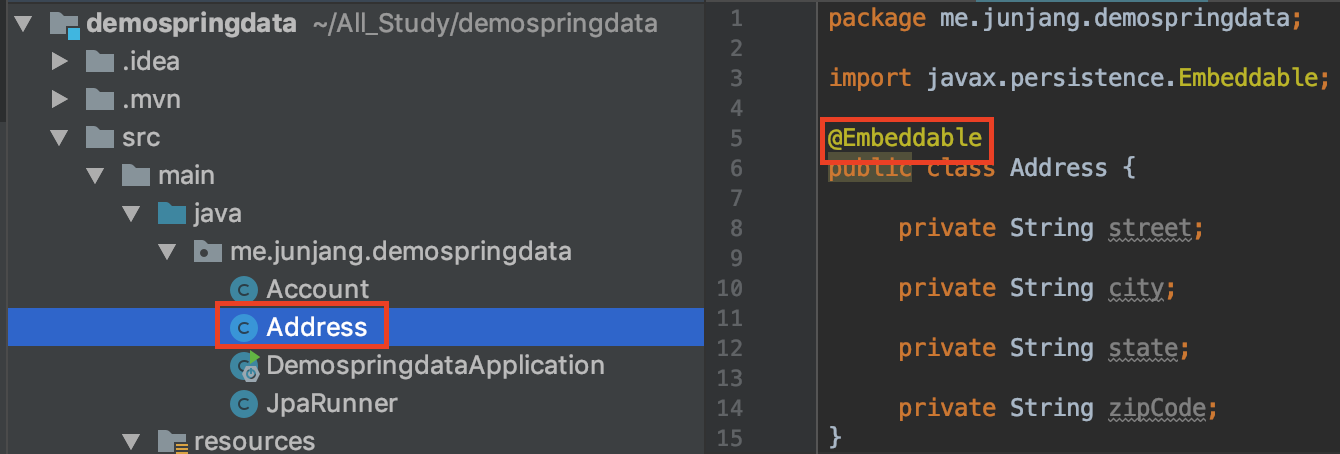 demospringdata ~/All_Study/demospringdata
.idea
.mvn
src
main
java
me.junjang.demospringdata
C Account
C Address
C DemospringdataApplication
C JpaRunner
resources
1 package me.junjang.demospringdata;
2
3 import javax.persistence.Embeddable;
4
5 @Embeddable
6 public class Address {
7
8 private String street;
9
10 private String city;
11
12 private String state;
13
14 private String zipCode;
15 }